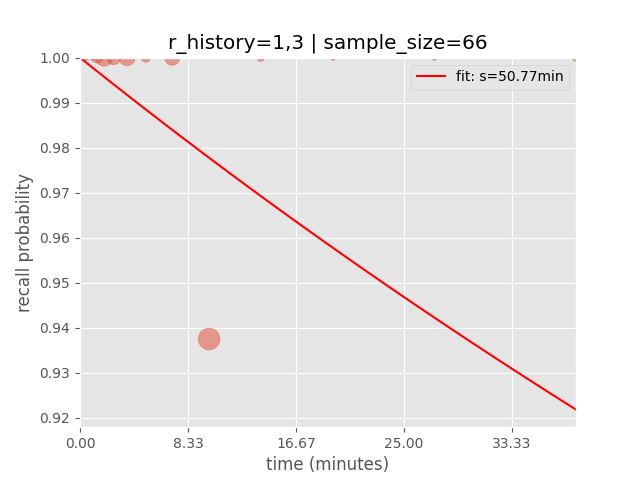 r_history=1,3 | sample_size=66
fit: s=50.77min
recall probability
1.00
0.99
0.98
0.97
0.96
0.95
0.94
0.93
0.92
0.00 8.33 16.67 25.00 33.33
time (minutes)